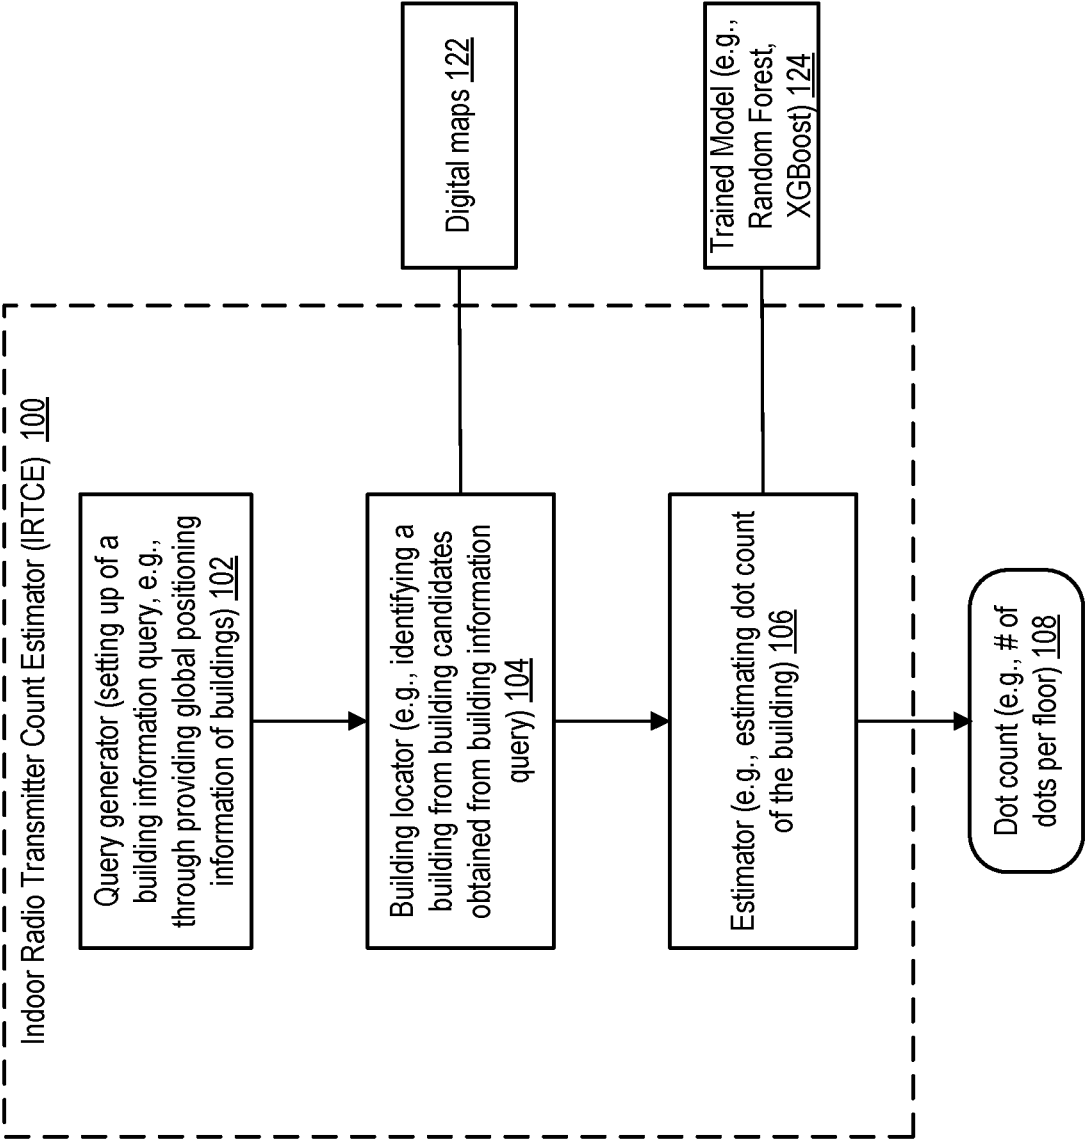 Indoor Radio Transmitter Count Estimator (IRTCE) 100
Query generator (setting up of a
building information query, e.g.,
through providing global positioning
information of buildings) 102
Building locator (e.g., identifying a
building from building candidates
obtained from building information
query) 104
Digital maps 122
Estimator (e.g., estimating dot count
of the building) 106
Trained Model (e.g.,
Random Forest,
XGBoost) 124
Dot count (e.g., # of
dots per floor) 108